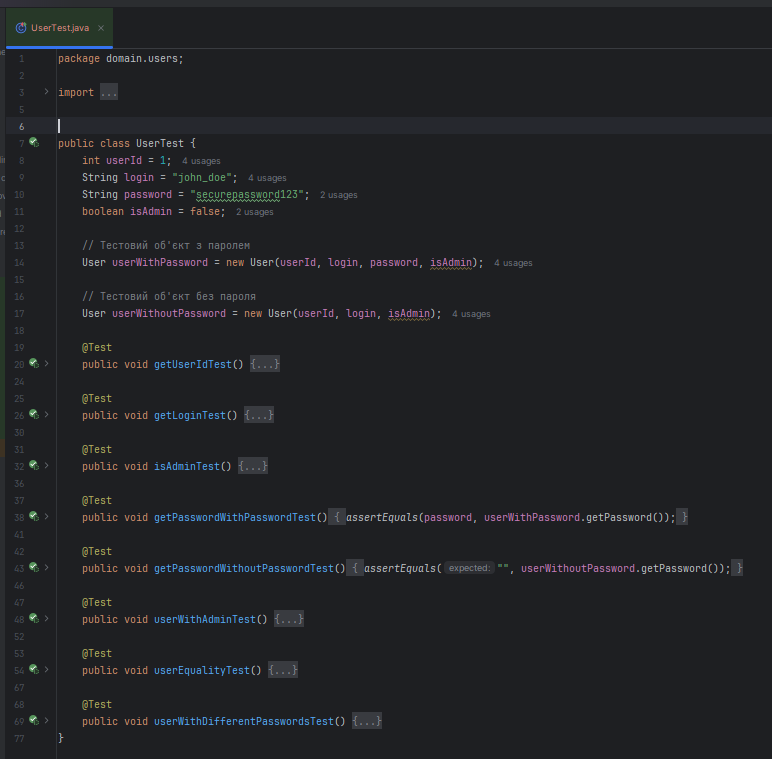 UserTest.java ×
1 package domain.users;
2
3 import ...
5
6
7 public class UserTest {
8 int userId = 1; 4 usages
9 String login = "john_doe"; 4 usages
10 String password = "securepassword123"; 2 usages
11 boolean isAdmin = false; 2 usages
12
13 // Тестовий об'єкт з паролем
14 User userWithPassword = new User(userId, login, password, isAdmin); 4 usages
15
16 // Тестовий об'єкт без пароля
17 User userWithoutPassword = new User(userId, login, isAdmin); 4 usages
18
19 @Test
20 public void getUserIdTest() {...}
24
25 @Test
26 public void getLoginTest() {...}
30
31 @Test
32 public void isAdminTest() {...}
36
37 @Test
38 public void getPasswordWithPasswordTest() { assertEquals(password, userWithPassword.getPassword()); }
41
42 @Test
43 public void getPasswordWithoutPasswordTest() { assertEquals( expected: "", userWithoutPassword.getPassword()); }
46
47 @Test
48 public void userWithAdminTest() {...}
52
53 @Test
54 public void userEqualityTest() {...}
67
68 @Test
69 public void userWithDifferentPasswordsTest() {...}
77 }